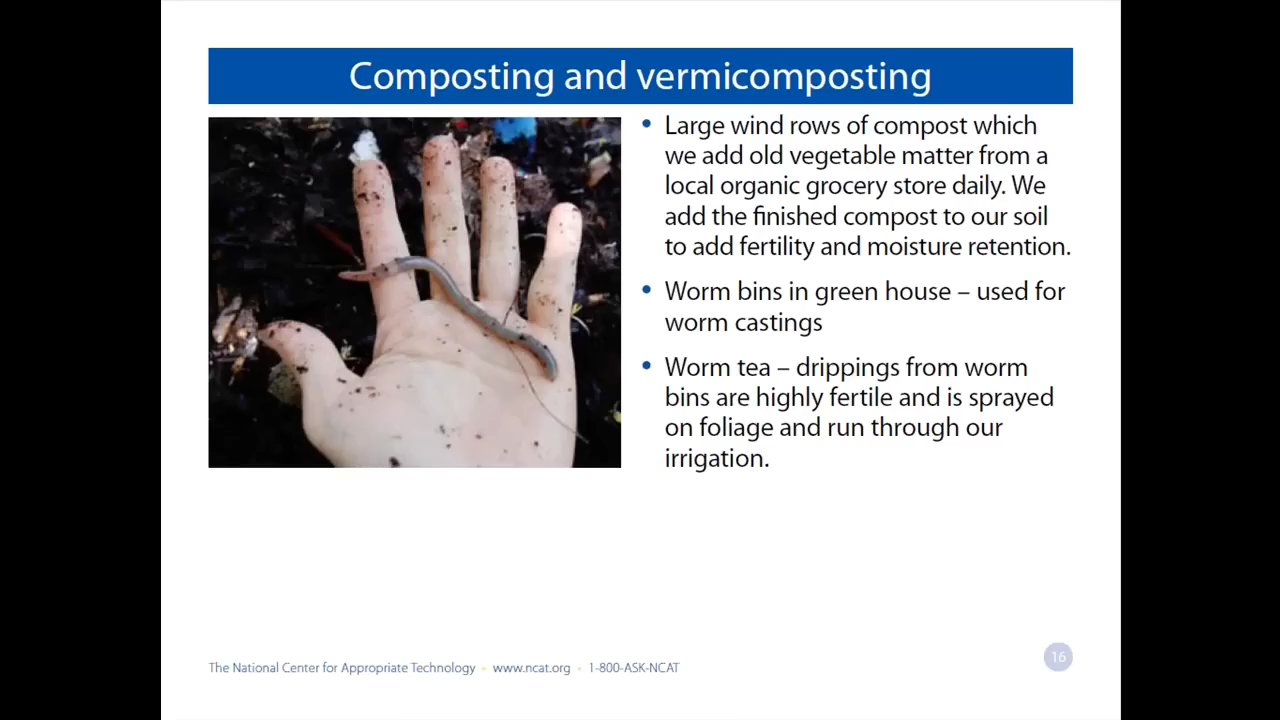 Composting and vermicomposting
• Large wind rows of compost which
we add old vegetable matter from a
local organic grocery store daily. We
add the finished compost to our soil
to add fertility and moisture retention.
• Worm bins in green house – used for
worm castings
• Worm tea – drippings from worm
bins are highly fertile and is sprayed
on foliage and run through our
irrigation.
The National Center for Appropriate Technology • www.ncat.org • 1-800-ASK-NCAT
16